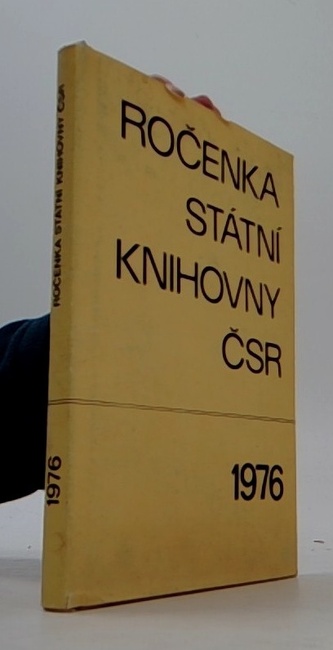 ROČENKA STÁTNÍ KNIHOVNY ČSR
1976
ROČENKA
STÁTNÍ
KNIHOVNY
ČSR
1976